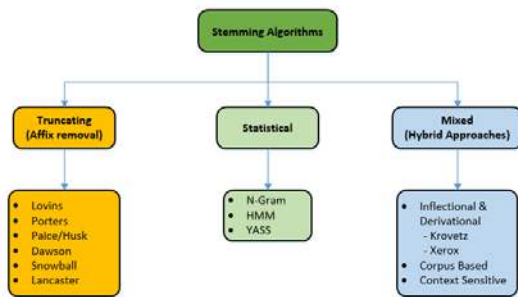 Stemming Algorithms
Truncating
(Affix removal)
Statistical
Mixed
(Hybrid Approaches)
• Lovins
• Porters
• Paice/Husk
• Dawson
• Snowball
• Lancaster
• N-Gram
• HMM
• YASS
• Inflectional &
Derivational
- Krovetz
- Xerox
• Corpus Based
• Context Sensitive